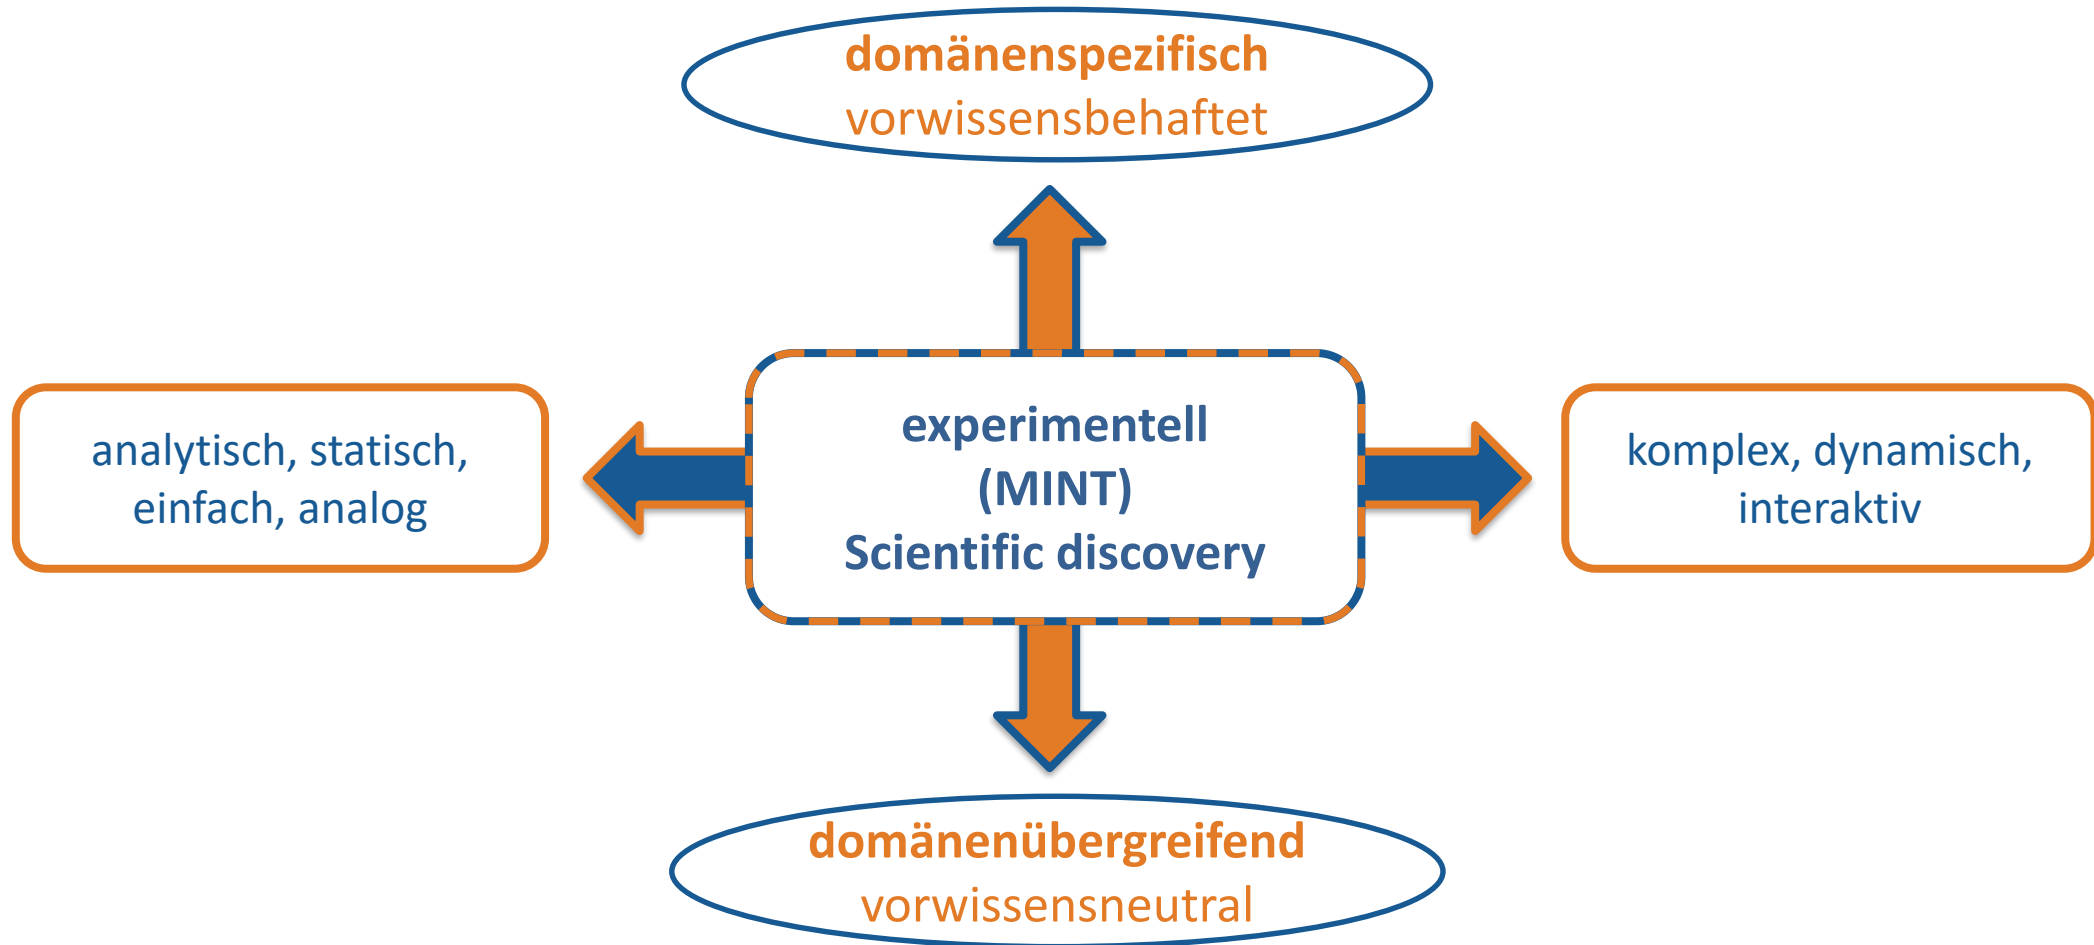 domänenspezifisch
vorwissensbehaftet
analytisch, statisch,
einfach, analog
experimentell
(MINT)
Scientific discovery
komplex, dynamisch,
interaktiv
domänenübergreifend
vorwissensneutral